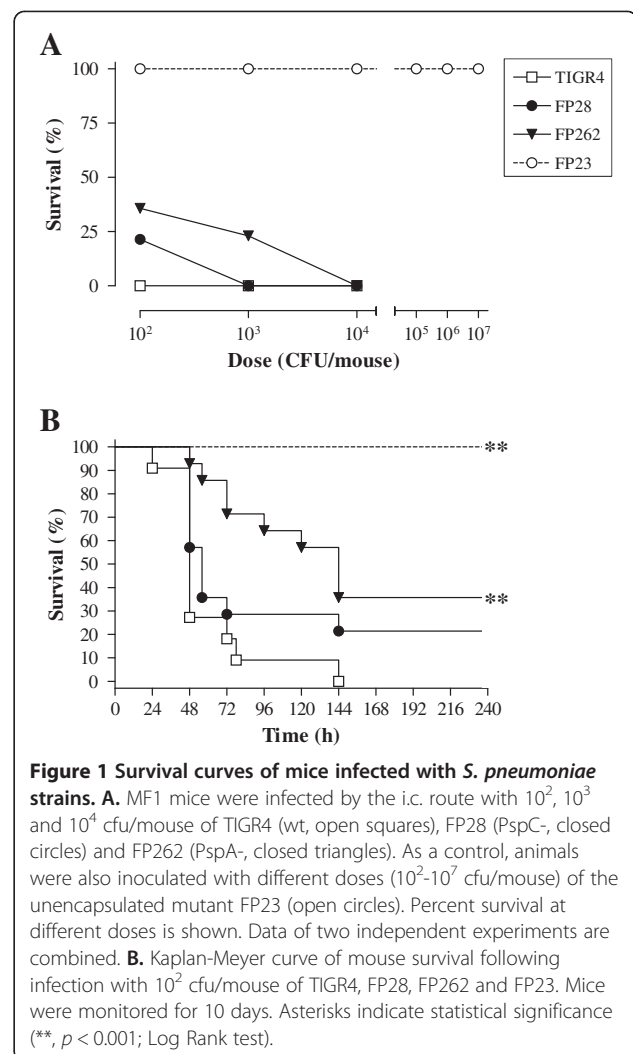 A
TIGR4
FP28
FP262
FP23
Survival (%)
100
75
50
25
0
10² 10³ 10⁴ 10⁵ 10⁶ 10⁷
Dose (CFU/mouse)
B
Survival (%)
100
90
80
70
60
50
40
30
20
10
0
**
**
0 24 48 72 96 120 144 168 192 216 240
Time (h)
Figure 1 Survival curves of mice infected with S. pneumoniae
strains. A. MF1 mice were infected by the i.c. route with 10², 10³
and 10⁴ cfu/mouse of TIGR4 (wt, open squares), FP28 (PspC-, closed
circles) and FP262 (PspA-, closed triangles). As a control, animals
were also inoculated with different doses (10²-10⁷ cfu/mouse) of the
unencapsulated mutant FP23 (open circles). Percent survival at
different doses is shown. Data of two independent experiments are
combined. B. Kaplan-Meyer curve of mouse survival following
infection with 10² cfu/mouse of TIGR4, FP28, FP262 and FP23. Mice
were monitored for 10 days. Asterisks indicate statistical significance
(**, p < 0.001; Log Rank test).